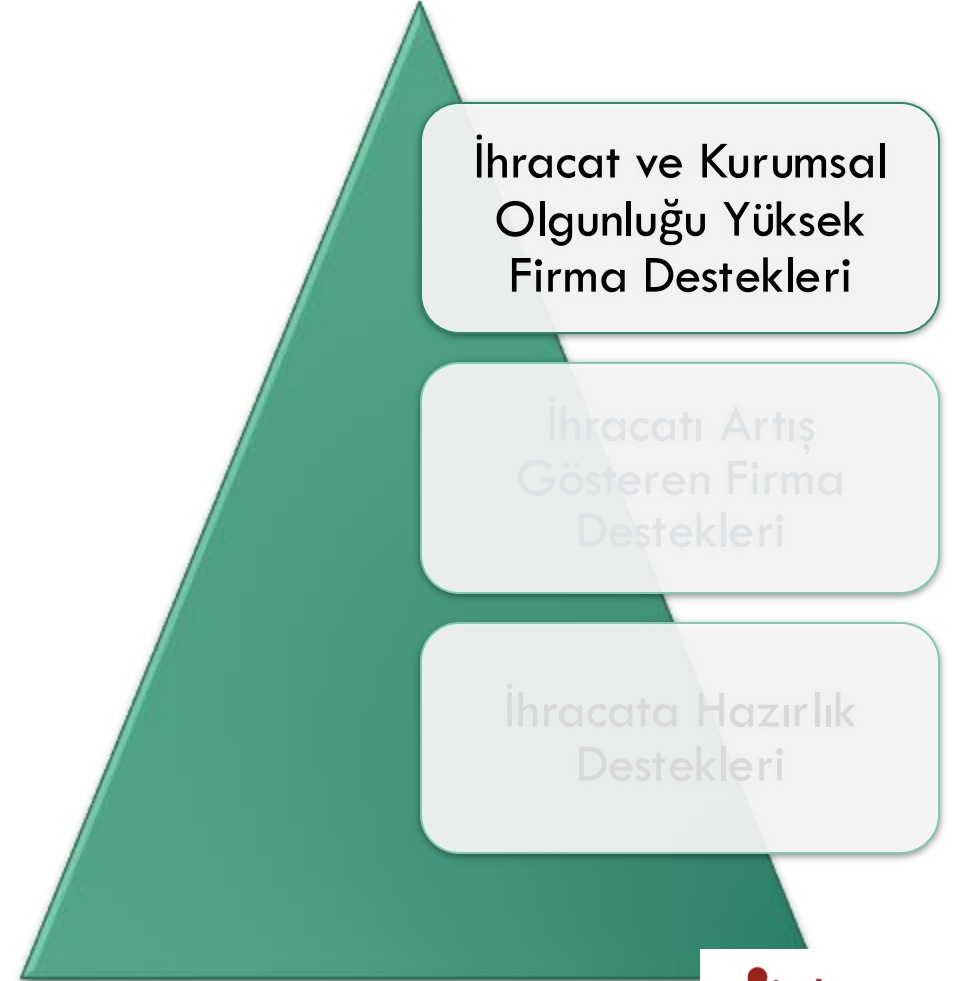 İhracat ve Kurumsal
Olgunluğu Yüksek
Firma Destekleri
İhracatı Artış
Gösteren Firma
Destekleri
İhracata Hazırlık
Destekleri